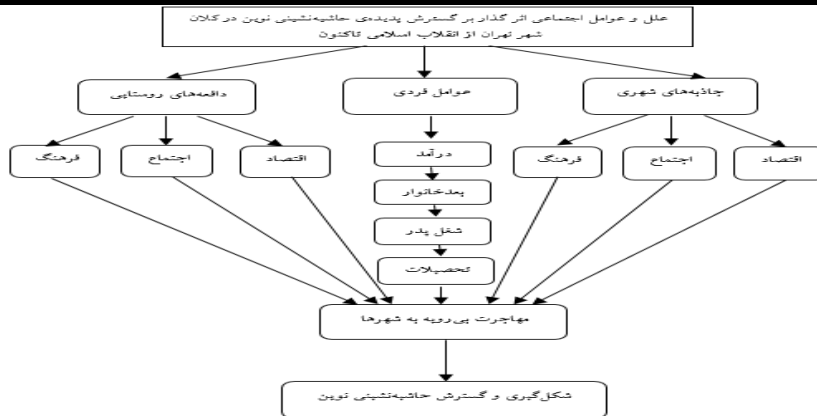 علل و عوامل اجتماعی اثر گذار بر گسترش پدیده‌ی حاشیه‌نشینی نوین در کلان
شهر تهران از انقلاب اسلامی تاکنون
جاذبه‌های شهری
عوامل فردی
دافعه‌های روستایی
اقتصاد
اجتماع
فرهنگ
درآمد
اقتصاد
اجتماع
فرهنگ
بعدخانوار
شغل پدر
تحصیلات
مهاجرت بی‌رویه به شهرها
شکل‌گیری و گسترش حاشیه‌نشینی نوین